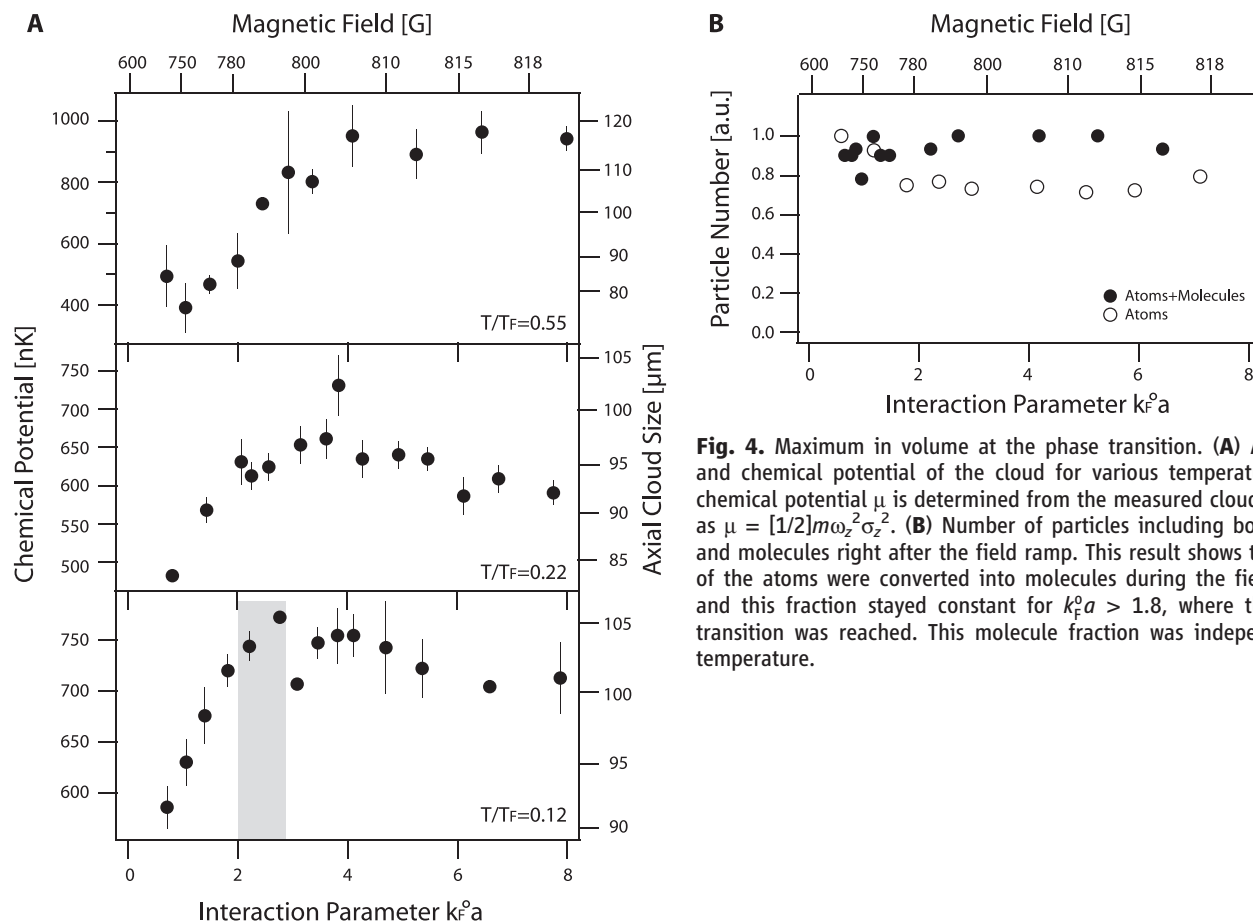 A
Magnetic Field [G]
600 750 780 800 810 815 818
Chemical Potential [nK]
Axial Cloud Size [μm]
1000
800
600
400
120
110
100
90
80
T/TF=0.55
750
700
650
600
550
500
105
100
95
90
85
T/TF=0.22
750
700
650
600
105
100
95
90
T/TF=0.12
0 2 4 6 8
Interaction Parameter kF°a
B
Magnetic Field [G]
600 750 780 800 810 815 818
Particle Number [a.u.]
1.0
0.8
0.6
0.4
0.2
0.0
Atoms+Molecules
Atoms
0 2 4 6 8
Interaction Parameter kF°a
Fig. 4. Maximum in volume at the phase transition. (A)
and chemical potential of the cloud for various
chemical potential μ is determined from the measured
as μ = [1/2]mωz²σz². (B) Number of particles including
and molecules right after the field ramp. This result shows
of the atoms were converted into molecules during the
and this fraction stayed constant for kF°a > 1.8, where
transition was reached. This molecule fraction was
temperature.